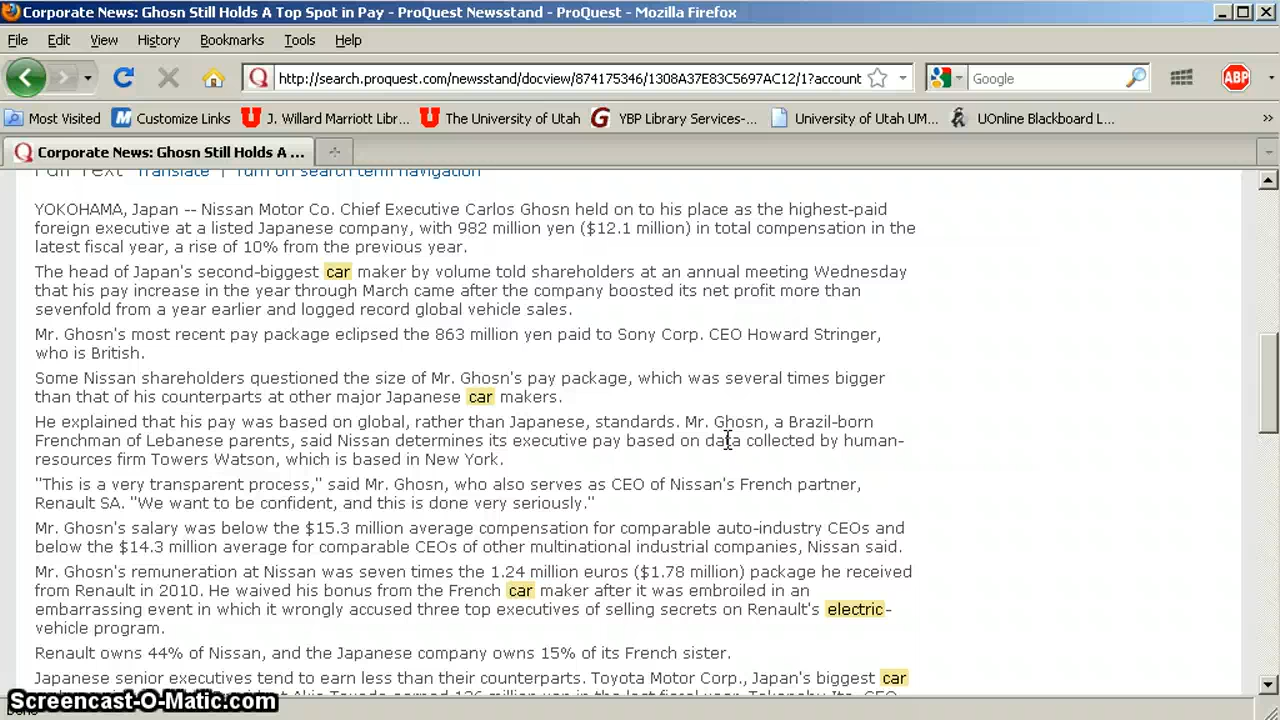 Corporate News: Ghosn Still Holds A Top Spot in Pay - ProQuest Newsstand - ProQuest - Mozilla Firefox
File Edit View History Bookmarks Tools Help
http://search.proquest.com/newsstand/docview/874175346/1308A37E83C5697AC12/1?account Google ABP
Most Visited Customize Links J. Willard Marriott Libr... The University of Utah YBP Library Services-... University of Utah UM... UOnline Blackboard L... »
Corporate News: Ghosn Still Holds A ...
Full Text Translate | Turn on search term navigation
YOKOHAMA, Japan -- Nissan Motor Co. Chief Executive Carlos Ghosn held on to his place as the highest-paid
foreign executive at a listed Japanese company, with 982 million yen ($12.1 million) in total compensation in the
latest fiscal year, a rise of 10% from the previous year.
The head of Japan's second-biggest car maker by volume told shareholders at an annual meeting Wednesday
that his pay increase in the year through March came after the company boosted its net profit more than
sevenfold from a year earlier and logged record global vehicle sales.
Mr. Ghosn's most recent pay package eclipsed the 863 million yen paid to Sony Corp. CEO Howard Stringer,
who is British.
Some Nissan shareholders questioned the size of Mr. Ghosn's pay package, which was several times bigger
than that of his counterparts at other major Japanese car makers.
He explained that his pay was based on global, rather than Japanese, standards. Mr. Ghosn, a Brazil-born
Frenchman of Lebanese parents, said Nissan determines its executive pay based on data collected by human-
resources firm Towers Watson, which is based in New York.
"This is a very transparent process," said Mr. Ghosn, who also serves as CEO of Nissan's French partner,
Renault SA. "We want to be confident, and this is done very seriously."
Mr. Ghosn's salary was below the $15.3 million average compensation for comparable auto-industry CEOs and
below the $14.3 million average for comparable CEOs of other multinational industrial companies, Nissan said.
Mr. Ghosn's remuneration at Nissan was seven times the 1.24 million euros ($1.78 million) package he received
from Renault in 2010. He waived his bonus from the French car maker after it was embroiled in an
embarrassing event in which it wrongly accused three top executives of selling secrets on Renault's electric-
vehicle program.
Renault owns 44% of Nissan, and the Japanese company owns 15% of its French sister.
Japanese senior executives tend to earn less than their counterparts. Toyota Motor Corp., Japan's biggest car
President Akio Toyoda earned 136 million yen in the last fiscal year. Takanobu Ito, CEO
Screencast-O-Matic.com